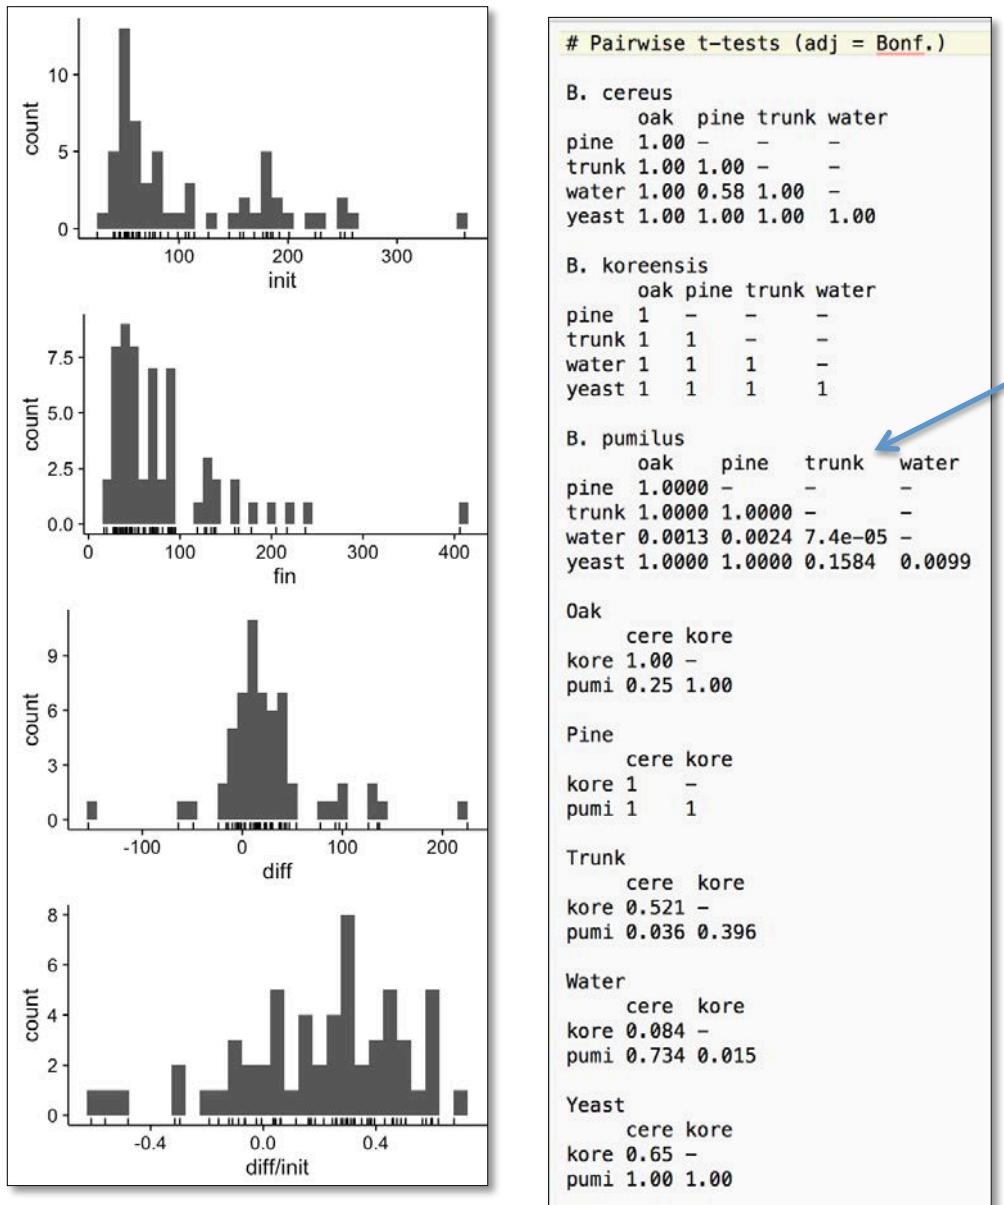 10
5
0
count
100 200 300
init
7.5
5.0
2.5
0.0
count
0 100 200 300 400
fin
9
6
3
0
count
-100 0 100 200
diff
8
6
4
2
0
count
-0.4 0.0 0.4
diff/init
# Pairwise t-tests (adj = Bonf.)
B. cereus
oak pine trunk water
pine 1.00 – – –
trunk 1.00 1.00 – –
water 1.00 0.58 1.00 –
yeast 1.00 1.00 1.00 1.00
B. koreensis
oak pine trunk water
pine 1 – – –
trunk 1 1 – –
water 1 1 1 –
yeast 1 1 1 1
B. pumilus
oak pine trunk water
pine 1.0000 – – –
trunk 1.0000 1.0000 – –
water 0.0013 0.0024 7.4e-05 –
yeast 1.0000 1.0000 0.1584 0.0099
Oak
cere kore
kore 1.00 –
pumi 0.25 1.00
Pine
cere kore
kore 1 –
pumi 1 1
Trunk
cere kore
kore 0.521 –
pumi 0.036 0.396
Water
cere kore
kore 0.084 –
pumi 0.734 0.015
Yeast
cere kore
kore 0.65 –
pumi 1.00 1.00